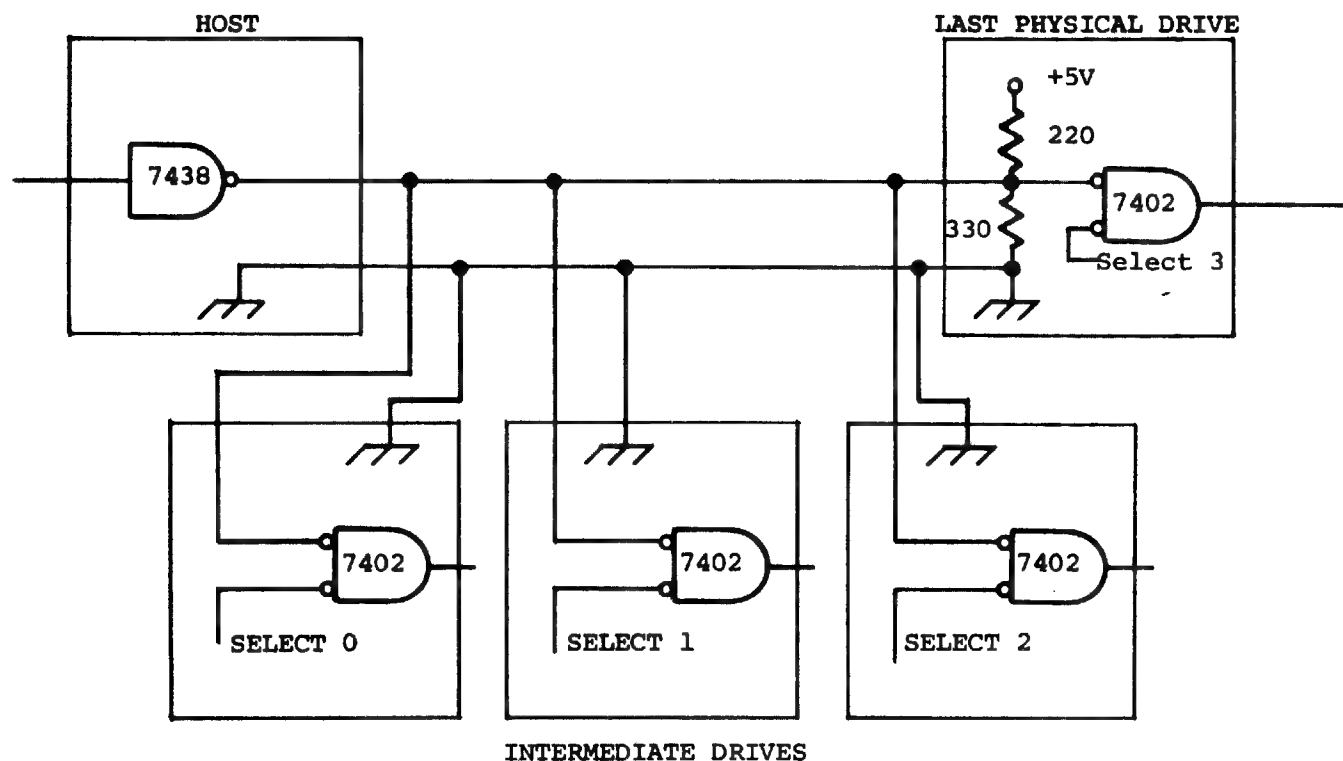 HOST
LAST PHYSICAL DRIVE
+5V
220
7438
7402
330
Select 3
7402
7402
7402
SELECT 0
SELECT 1
SELECT 2
INTERMEDIATE DRIVES